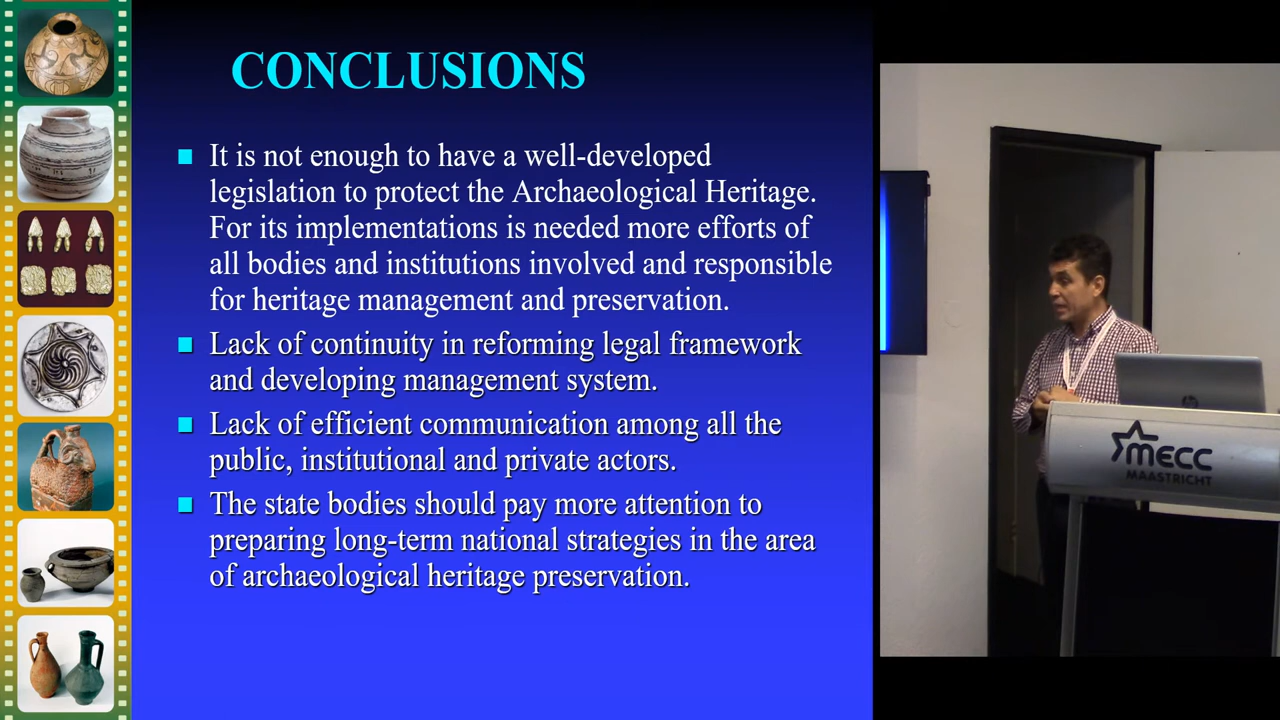 CONCLUSIONS
It is not enough to have a well-developed
legislation to protect the Archaeological Heritage.
For its implementations is needed more efforts of
all bodies and institutions involved and responsible
for heritage management and preservation.
Lack of continuity in reforming legal framework
and developing management system.
Lack of efficient communication among all the
public, institutional and private actors.
The state bodies should pay more attention to
preparing long-term national strategies in the area
of archaeological heritage preservation.
hp
mecc
MAASTRICHT